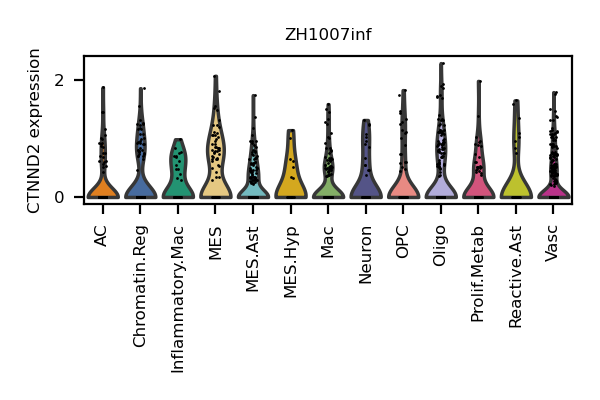 ZH1007inf
CTNND2 expression
2
0
AC
Chromatin.Reg
Inflammatory.Mac
MES
MES.Ast
MES.Hyp
Mac
Neuron
OPC
Oligo
Prolif.Metab
Reactive.Ast
Vasc